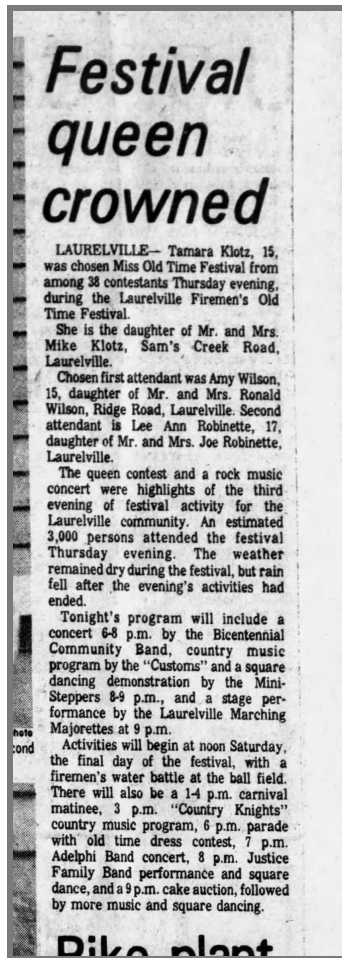 Festival
queen
crowned
LAURELVILLE— Tamara Klotz, 15,
was chosen Miss Old Time Festival from
among 38 contestants Thursday evening,
during the Laurelville Firemen's Old
Time Festival.
She is the daughter of Mr. and Mrs.
Mike Klotz, Sam's Creek Road,
Laurelville.
Chosen first attendant was Amy Wilson,
15, daughter of Mr. and Mrs. Ronald
Wilson, Ridge Road, Laurelville. Second
attendant is Lee Ann Robinette, 17,
daughter of Mr. and Mrs. Joe Robinette,
Laurelville.
The queen contest and a rock music
concert were highlights of the third
evening of festival activity for the
Laurelville community. An estimated
3,000 persons attended the festival
Thursday evening. The weather
remained dry during the festival, but rain
fell after the evening's activities had
ended.
Tonight's program will include a
concert 6-8 p.m. by the Bicentennial
Community Band, country music
program by the "Customs" and a square
dancing demonstration by the Mini-
Steppers 8-9 p.m., and a stage per-
formance by the Laurelville Marching
Majorettes at 9 p.m.
Activities will begin at noon Saturday,
the final day of the festival, with a
firemen's water battle at the ball field.
There will also be a 1-4 p.m. carnival
matinee, 3 p.m. "Country Knights"
country music program, 6 p.m. parade
with old time dress contest, 7 p.m.
Adelphi Band concert, 8 p.m. Justice
Family Band performance and square
dance, and a 9 p.m. cake auction, followed
by more music and square dancing.
plant